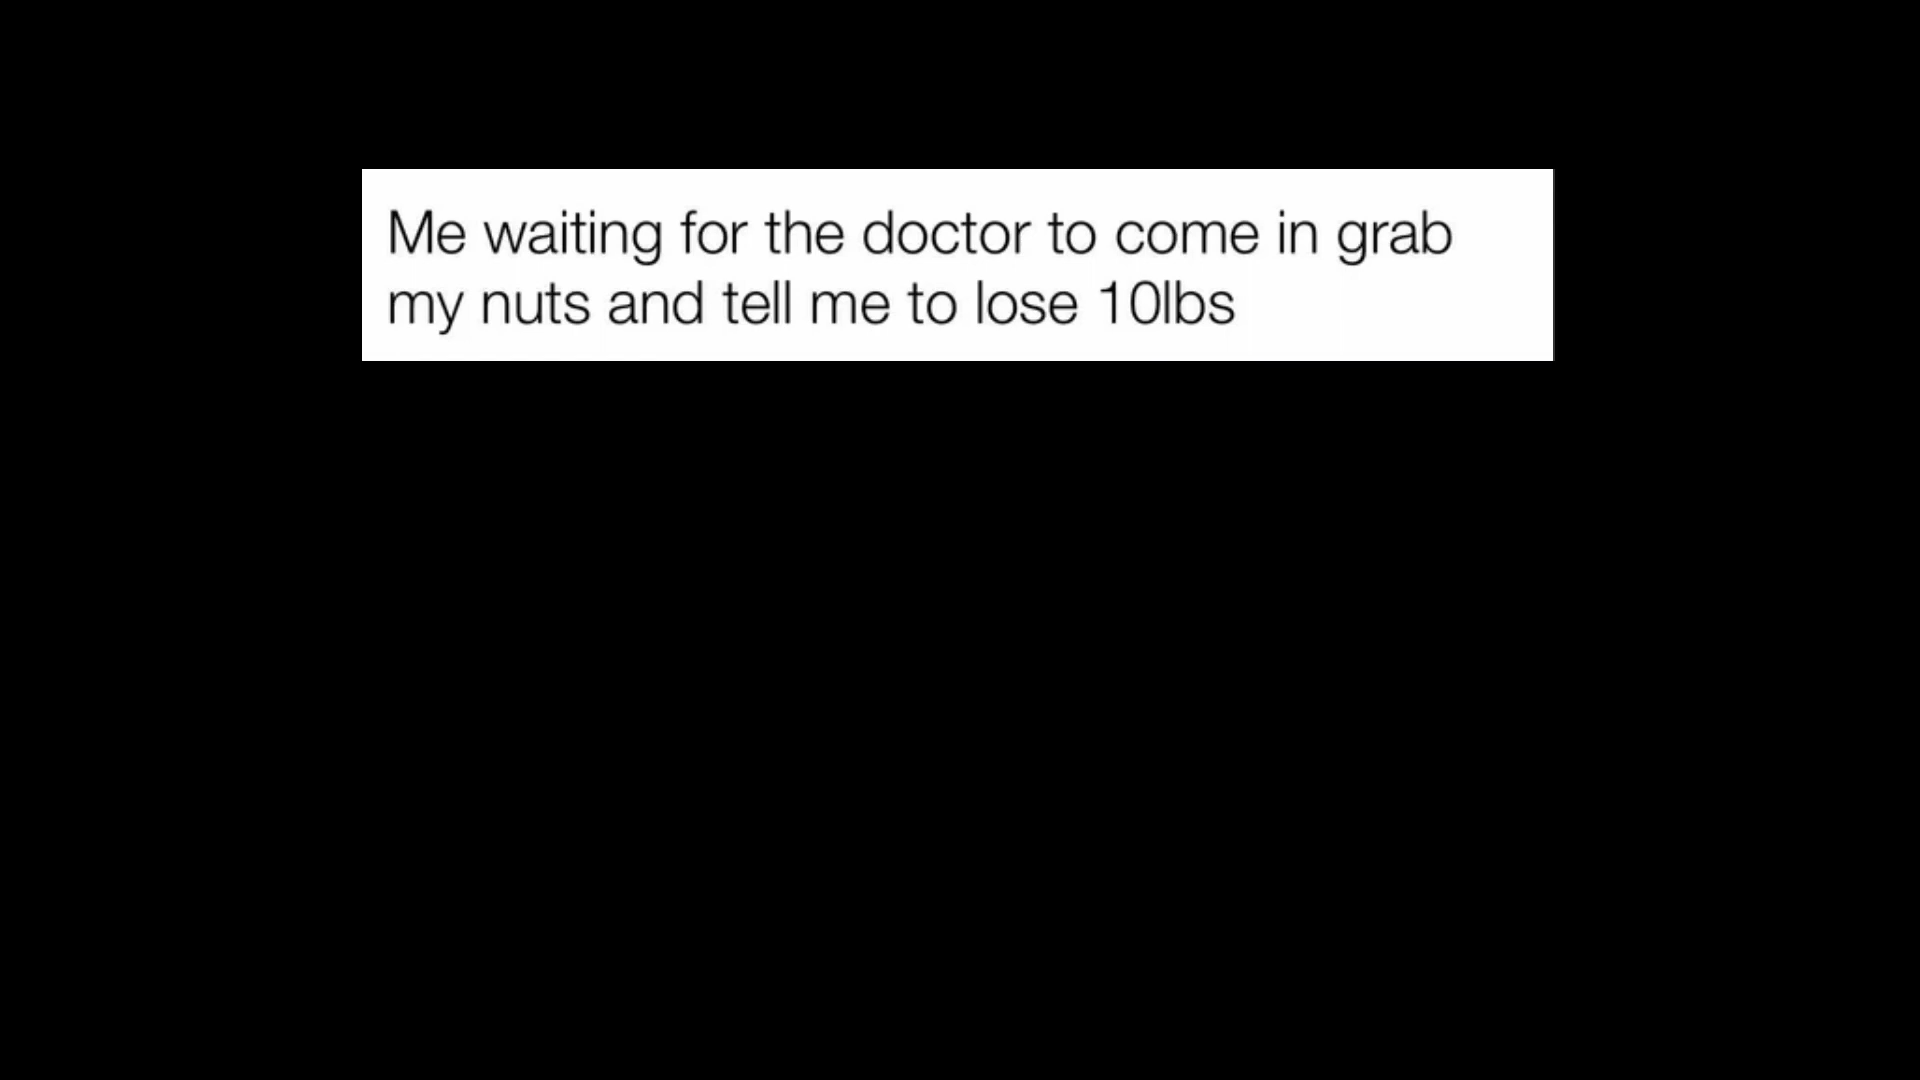 Me waiting for the doctor to come in grab
my nuts and tell me to lose 10lbs